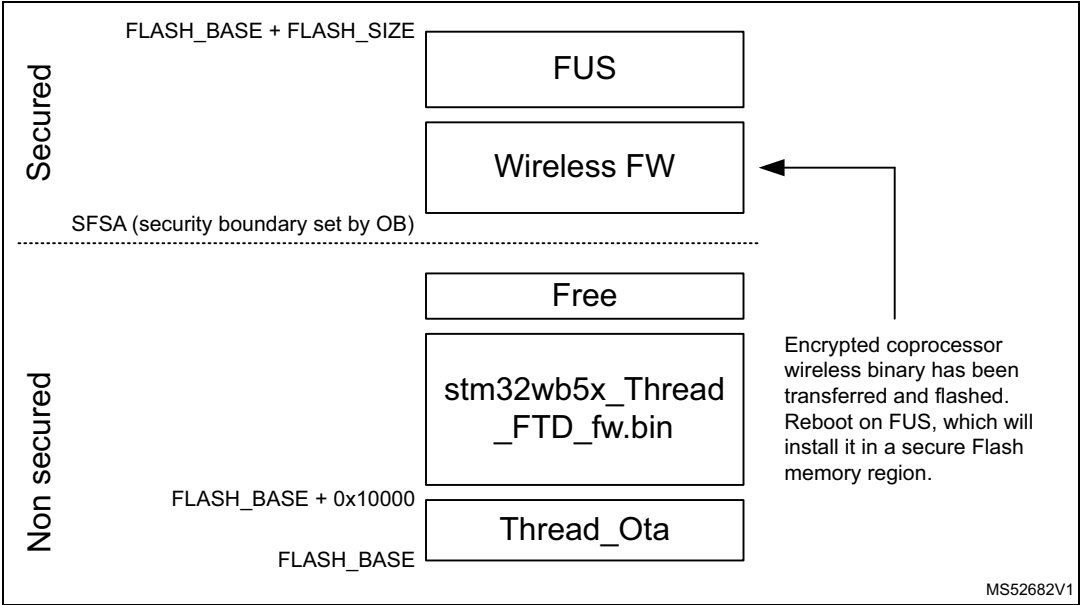 FLASH_BASE + FLASH_SIZE
FUS
Secured
Wireless FW
SFSA (security boundary set by OB)
Free
Non secured
stm32wb5x_Thread
_FTD_fw.bin
Encrypted coprocessor
wireless binary has been
transferred and flashed.
Reboot on FUS, which will
install it in a secure Flash
memory region.
FLASH_BASE + 0x10000
Thread_Ota
FLASH_BASE
MS52682V1